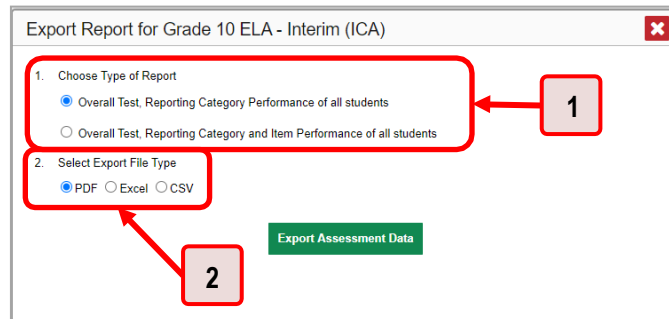 Export Report for Grade 10 ELA - Interim (ICA)
1. Choose Type of Report
Overall Test, Reporting Category Performance of all students
1
Overall Test, Reporting Category and Item Performance of all students
2. Select Export File Type
PDF Excel CSV
Export Assessment Data
2